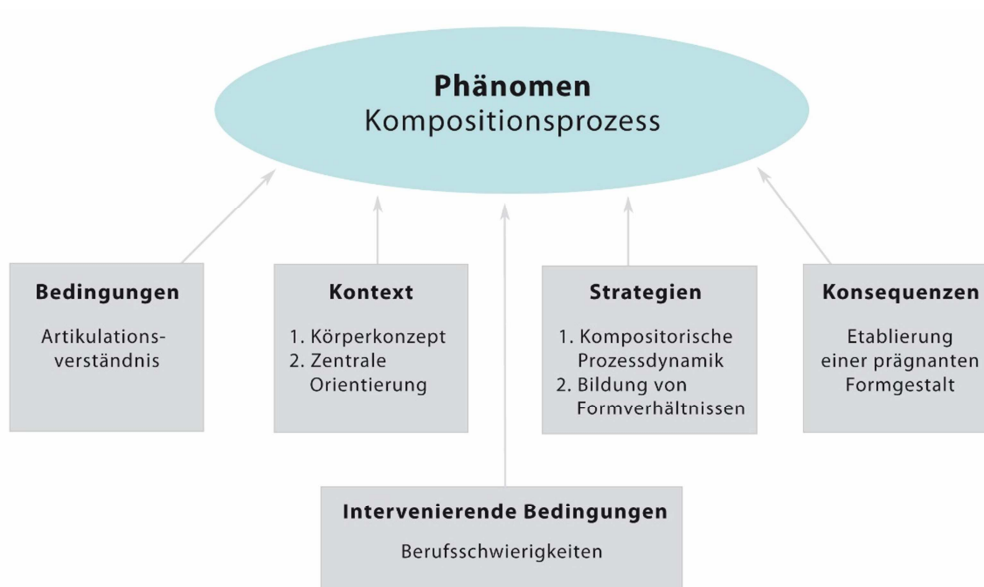 Phänomen
Kompositionsprozess
Bedingungen
Artikulations-
verständnis
Kontext
1. Körperkonzept
2. Zentrale
Orientierung
Strategien
1. Kompositorische
Prozessdynamik
2. Bildung von
Formverhältnissen
Konsequenzen
Etablierung
einer prägnanten
Formgestalt
Intervenierende Bedingungen
Berufsschwierigkeiten